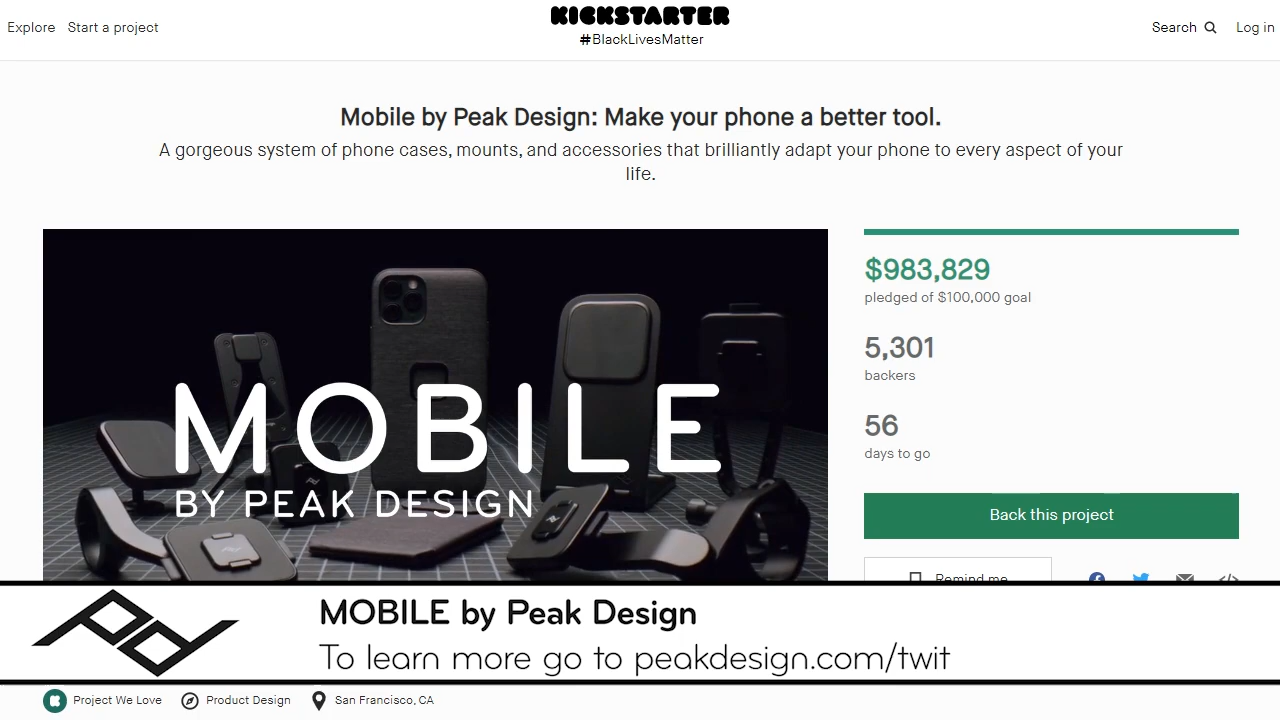 KICKSTARTER
Explore Start a project
Search Log in
#BlackLivesMatter
Mobile by Peak Design: Make your phone a better tool.
A gorgeous system of phone cases, mounts, and accessories that brilliantly adapt your phone to every aspect of your
life.
MOBILE
BY PEAK DESIGN
$983,829
pledged of $100,000 goal
5,301
backers
56
days to go
Back this project
Remind me
MOBILE by Peak Design
To learn more go to peakdesign.com/twit
Project We Love Product Design San Francisco, CA